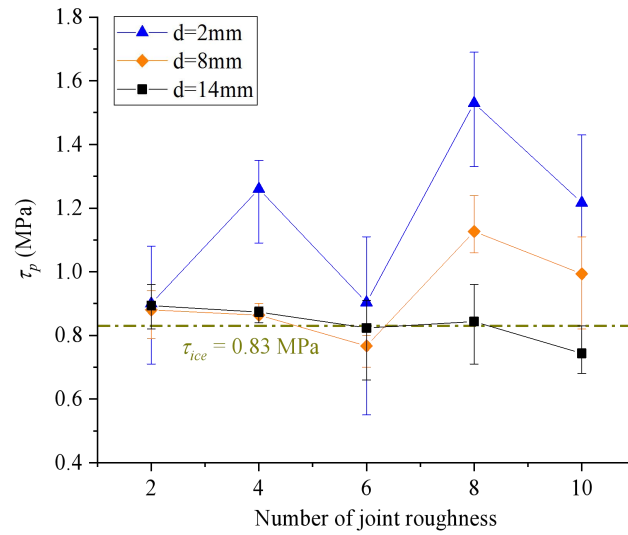 d=2mm
d=8mm
d=14mm
1.8
1.6
1.4
1.2
1.0
0.8
0.6
0.4
τp (MPa)
τice = 0.83 MPa
2 4 6 8 10
Number of joint roughness